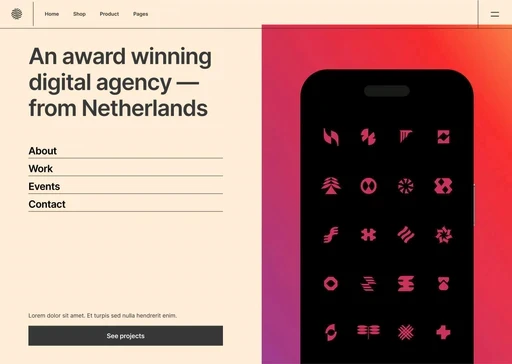 Home Shop Product Pages
An award winning
digital agency —
from Netherlands
About
Work
Events
Contact
Lorem dolor sit amet. Et turpis sed nulla hendrerit enim.
See projects